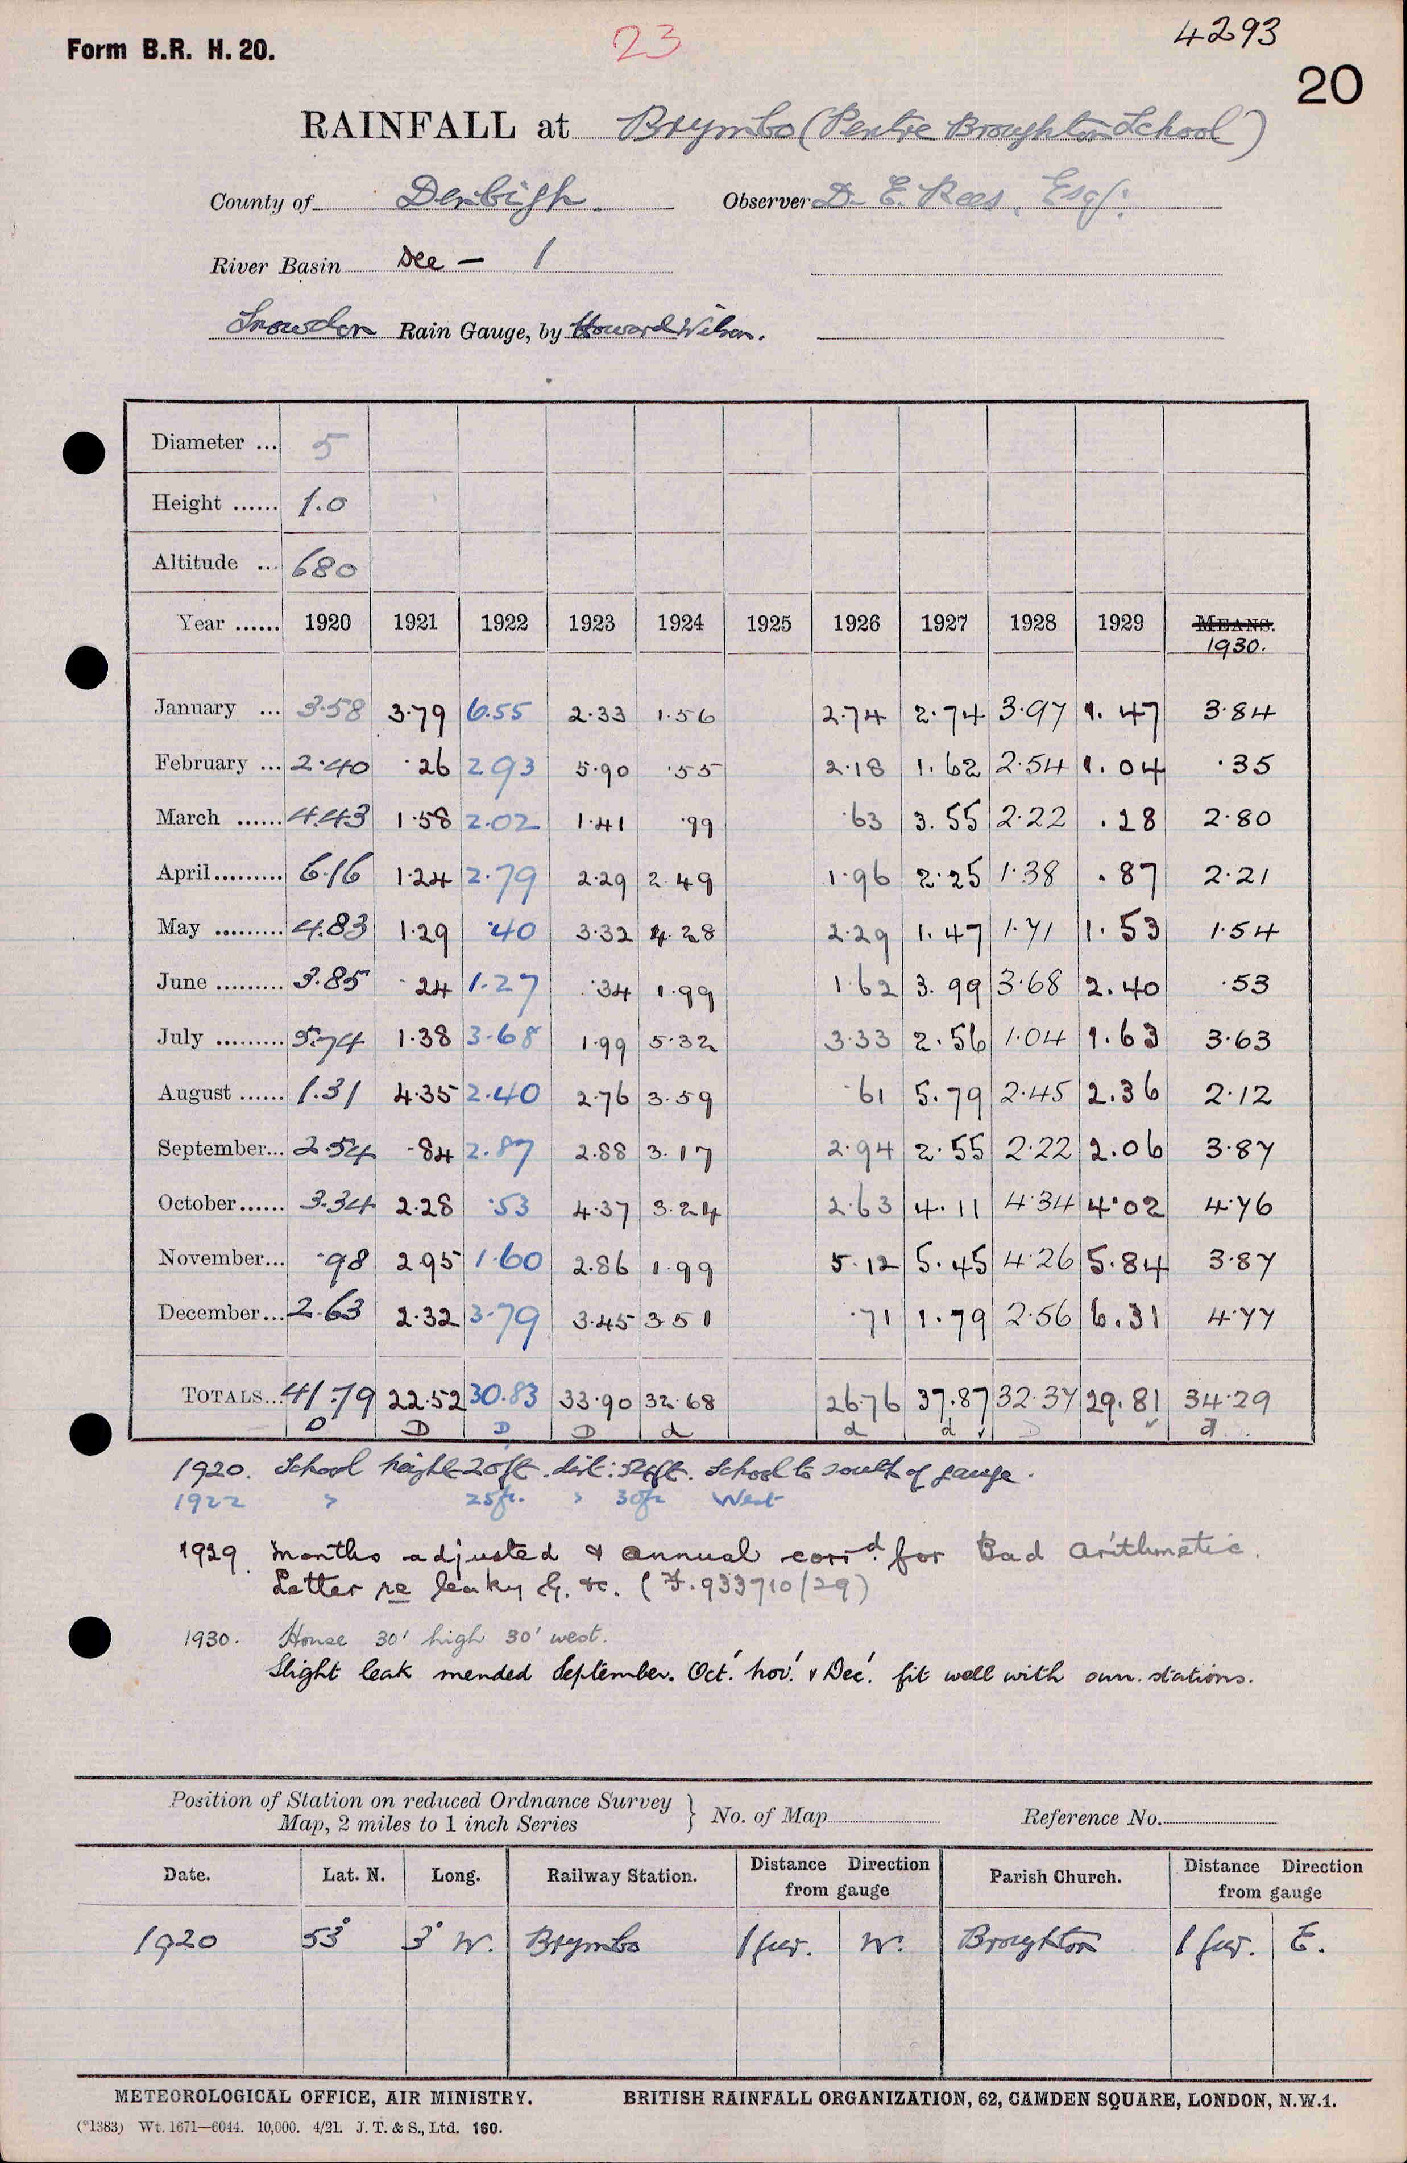 Form B.R. H. 20.
23
4293
20
RAINFALL at Brymbo (Pentre Broughton School)
County of Denbigh. Observer D. E. Rees, Esq:
River Basin Dee — 1
Snowdon Rain Gauge, by Howard Wilson.
Diameter ... 5
Height ...... 1.0
Altitude ... 680
Year ...... 1920 1921 1922 1923 1924 1925 1926 1927 1928 1929 MEANS.
1930.
January ... 3.58 3.79 6.55 2.33 1.56 2.74 2.74 3.97 1.47 3.84
February ... 2.40 .26 2.93 5.90 .55 2.18 1.62 2.54 1.04 .35
March ...... 4.43 1.58 2.02 1.41 .99 .63 3.55 2.22 .28 2.80
April......... 6.16 1.24 2.79 2.29 2.49 1.96 2.25 1.38 .87 2.21
May ......... 4.83 1.29 .40 3.32 4.28 2.29 1.47 1.71 1.53 1.54
June ......... 3.85 .24 1.27 .34 1.99 1.62 3.99 3.68 2.40 .53
July ......... 5.74 1.38 3.68 1.99 5.32 3.33 2.56 1.04 1.63 3.63
August ...... 1.31 4.35 2.40 2.76 3.59 .61 5.79 2.45 2.36 2.12
September... 2.54 .84 2.87 2.88 3.17 2.94 2.55 2.22 2.06 3.87
October...... 3.34 2.28 .53 4.37 3.24 2.63 4.11 4.34 4.02 4.76
November... .98 2.95 1.60 2.86 1.99 5.12 5.45 4.26 5.84 3.87
December... 2.63 2.32 3.79 3.45 3.51 .71 1.79 2.56 6.31 4.77
TOTALS... 41.79 22.52 30.83 33.90 32.68 26.76 37.87 32.37 29.81 34.29
D D D D d d d D d
1920. School height 20ft. dist: 52ft. School to south of gauge.
1922 " 25ft. " 30ft West
1929. Months adjusted & annual corrd. for Bad Arithmetic.
Letter re leaky G. &c. (F.933710/29)
1930. House 30' high 30' west.
Slight leak mended September. Oct! Nov! & Dec! fit well with surr. stations.
Position of Station on reduced Ordnance Survey
Map, 2 miles to 1 inch Series } No. of Map Reference No.
Date. Lat. N. Long. Railway Station. Distance Direction from gauge Parish Church. Distance Direction from gauge
1920 53° 3° W. Brymbo 1 fur. W. Broughton 1 fur. E.
METEOROLOGICAL OFFICE, AIR MINISTRY. BRITISH RAINFALL ORGANIZATION, 62, CAMDEN SQUARE, LONDON, N.W.1.
(*1383) Wt. 1671—6044. 10,000. 4/21. J. T. & S., Ltd. 160.